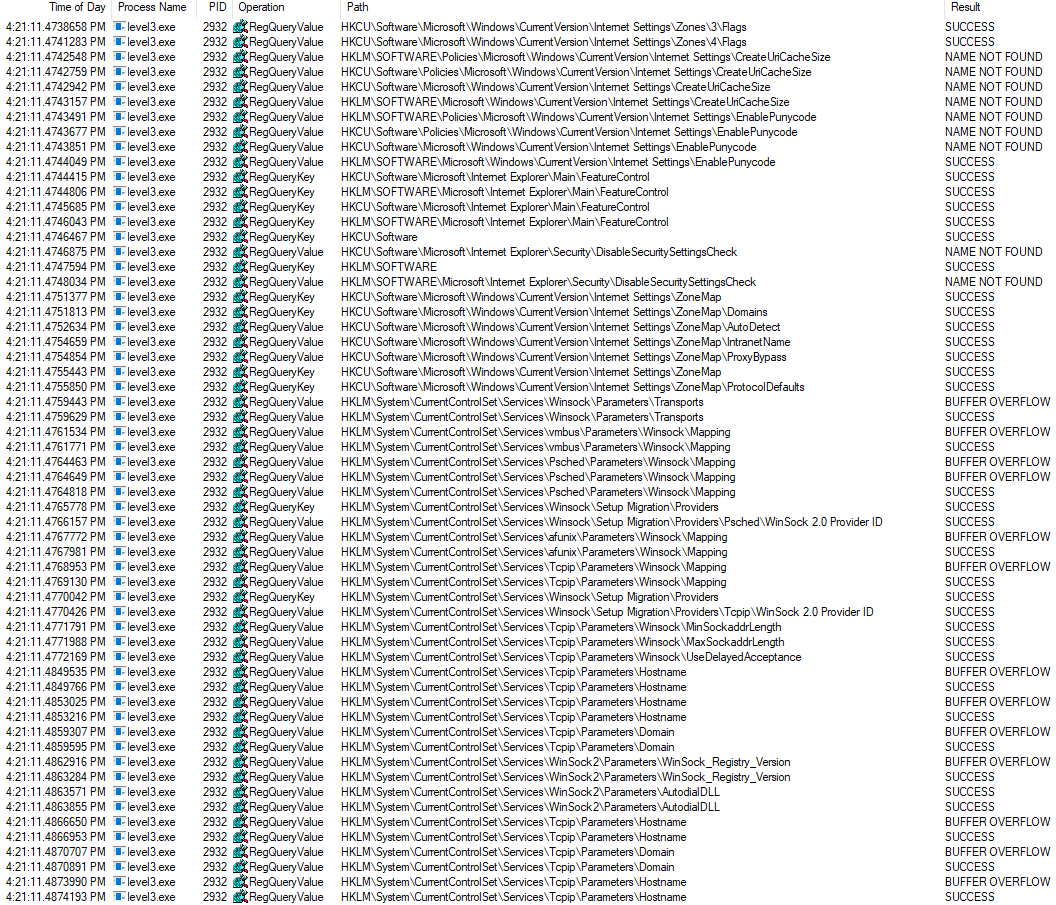 Time of Day Process Name PID Operation Path Result
4:21:11.4738658 PM level3.exe 2932 RegQueryValue HKCU\Software\Microsoft\Windows\CurrentVersion\Internet Settings\Zones\3\Flags SUCCESS
4:21:11.4741283 PM level3.exe 2932 RegQueryValue HKCU\Software\Microsoft\Windows\CurrentVersion\Internet Settings\Zones\4\Flags SUCCESS
4:21:11.4742548 PM level3.exe 2932 RegQueryValue HKLM\SOFTWARE\Policies\Microsoft\Windows\CurrentVersion\Internet Settings\CreateUriCacheSize NAME NOT FOUND
4:21:11.4742759 PM level3.exe 2932 RegQueryValue HKCU\Software\Policies\Microsoft\Windows\CurrentVersion\Internet Settings\CreateUriCacheSize NAME NOT FOUND
4:21:11.4742942 PM level3.exe 2932 RegQueryValue HKCU\Software\Microsoft\Windows\CurrentVersion\Internet Settings\CreateUriCacheSize NAME NOT FOUND
4:21:11.4743157 PM level3.exe 2932 RegQueryValue HKLM\SOFTWARE\Microsoft\Windows\CurrentVersion\Internet Settings\CreateUriCacheSize NAME NOT FOUND
4:21:11.4743491 PM level3.exe 2932 RegQueryValue HKLM\SOFTWARE\Policies\Microsoft\Windows\CurrentVersion\Internet Settings\EnablePunycode NAME NOT FOUND
4:21:11.4743677 PM level3.exe 2932 RegQueryValue HKCU\Software\Policies\Microsoft\Windows\CurrentVersion\Internet Settings\EnablePunycode NAME NOT FOUND
4:21:11.4743851 PM level3.exe 2932 RegQueryValue HKCU\Software\Microsoft\Windows\CurrentVersion\Internet Settings\EnablePunycode NAME NOT FOUND
4:21:11.4744049 PM level3.exe 2932 RegQueryValue HKLM\SOFTWARE\Microsoft\Windows\CurrentVersion\Internet Settings\EnablePunycode SUCCESS
4:21:11.4744415 PM level3.exe 2932 RegQueryKey HKCU\Software\Microsoft\Internet Explorer\Main\FeatureControl SUCCESS
4:21:11.4744806 PM level3.exe 2932 RegQueryKey HKLM\SOFTWARE\Microsoft\Internet Explorer\Main\FeatureControl SUCCESS
4:21:11.4745685 PM level3.exe 2932 RegQueryKey HKCU\Software\Microsoft\Internet Explorer\Main\FeatureControl SUCCESS
4:21:11.4746043 PM level3.exe 2932 RegQueryKey HKLM\SOFTWARE\Microsoft\Internet Explorer\Main\FeatureControl SUCCESS
4:21:11.4746467 PM level3.exe 2932 RegQueryKey HKCU\Software SUCCESS
4:21:11.4746875 PM level3.exe 2932 RegQueryValue HKCU\Software\Microsoft\Internet Explorer\Security\DisableSecuritySettingsCheck NAME NOT FOUND
4:21:11.4747594 PM level3.exe 2932 RegQueryKey HKLM\SOFTWARE SUCCESS
4:21:11.4748034 PM level3.exe 2932 RegQueryValue HKLM\SOFTWARE\Microsoft\Internet Explorer\Security\DisableSecuritySettingsCheck NAME NOT FOUND
4:21:11.4751377 PM level3.exe 2932 RegQueryKey HKCU\Software\Microsoft\Windows\CurrentVersion\Internet Settings\ZoneMap SUCCESS
4:21:11.4751813 PM level3.exe 2932 RegQueryKey HKCU\Software\Microsoft\Windows\CurrentVersion\Internet Settings\ZoneMap\Domains SUCCESS
4:21:11.4752634 PM level3.exe 2932 RegQueryValue HKCU\Software\Microsoft\Windows\CurrentVersion\Internet Settings\ZoneMap\AutoDetect SUCCESS
4:21:11.4754659 PM level3.exe 2932 RegQueryValue HKCU\Software\Microsoft\Windows\CurrentVersion\Internet Settings\ZoneMap\IntranetName SUCCESS
4:21:11.4754854 PM level3.exe 2932 RegQueryValue HKCU\Software\Microsoft\Windows\CurrentVersion\Internet Settings\ZoneMap\ProxyBypass SUCCESS
4:21:11.4755443 PM level3.exe 2932 RegQueryKey HKCU\Software\Microsoft\Windows\CurrentVersion\Internet Settings\ZoneMap SUCCESS
4:21:11.4755850 PM level3.exe 2932 RegQueryKey HKCU\Software\Microsoft\Windows\CurrentVersion\Internet Settings\ZoneMap\ProtocolDefaults SUCCESS
4:21:11.4759443 PM level3.exe 2932 RegQueryValue HKLM\System\CurrentControlSet\Services\Winsock\Parameters\Transports BUFFER OVERFLOW
4:21:11.4759629 PM level3.exe 2932 RegQueryValue HKLM\System\CurrentControlSet\Services\Winsock\Parameters\Transports SUCCESS
4:21:11.4761534 PM level3.exe 2932 RegQueryValue HKLM\System\CurrentControlSet\Services\vmbus\Parameters\Winsock\Mapping BUFFER OVERFLOW
4:21:11.4761771 PM level3.exe 2932 RegQueryValue HKLM\System\CurrentControlSet\Services\vmbus\Parameters\Winsock\Mapping SUCCESS
4:21:11.4764463 PM level3.exe 2932 RegQueryValue HKLM\System\CurrentControlSet\Services\Psched\Parameters\Winsock\Mapping BUFFER OVERFLOW
4:21:11.4764649 PM level3.exe 2932 RegQueryValue HKLM\System\CurrentControlSet\Services\Psched\Parameters\Winsock\Mapping BUFFER OVERFLOW
4:21:11.4764818 PM level3.exe 2932 RegQueryValue HKLM\System\CurrentControlSet\Services\Psched\Parameters\Winsock\Mapping SUCCESS
4:21:11.4765778 PM level3.exe 2932 RegQueryKey HKLM\System\CurrentControlSet\Services\Winsock\Setup Migration\Providers SUCCESS
4:21:11.4766157 PM level3.exe 2932 RegQueryValue HKLM\System\CurrentControlSet\Services\Winsock\Setup Migration\Providers\Psched\WinSock 2.0 Provider ID SUCCESS
4:21:11.4767772 PM level3.exe 2932 RegQueryValue HKLM\System\CurrentControlSet\Services\afunix\Parameters\Winsock\Mapping BUFFER OVERFLOW
4:21:11.4767981 PM level3.exe 2932 RegQueryValue HKLM\System\CurrentControlSet\Services\afunix\Parameters\Winsock\Mapping SUCCESS
4:21:11.4768953 PM level3.exe 2932 RegQueryValue HKLM\System\CurrentControlSet\Services\Tcpip\Parameters\Winsock\Mapping BUFFER OVERFLOW
4:21:11.4769130 PM level3.exe 2932 RegQueryValue HKLM\System\CurrentControlSet\Services\Tcpip\Parameters\Winsock\Mapping SUCCESS
4:21:11.4770042 PM level3.exe 2932 RegQueryKey HKLM\System\CurrentControlSet\Services\Winsock\Setup Migration\Providers SUCCESS
4:21:11.4770426 PM level3.exe 2932 RegQueryValue HKLM\System\CurrentControlSet\Services\Winsock\Setup Migration\Providers\Tcpip\WinSock 2.0 Provider ID SUCCESS
4:21:11.4771791 PM level3.exe 2932 RegQueryValue HKLM\System\CurrentControlSet\Services\Tcpip\Parameters\Winsock\MinSockaddrLength SUCCESS
4:21:11.4771988 PM level3.exe 2932 RegQueryValue HKLM\System\CurrentControlSet\Services\Tcpip\Parameters\Winsock\MaxSockaddrLength SUCCESS
4:21:11.4772169 PM level3.exe 2932 RegQueryValue HKLM\System\CurrentControlSet\Services\Tcpip\Parameters\Winsock\UseDelayedAcceptance SUCCESS
4:21:11.4849535 PM level3.exe 2932 RegQueryValue HKLM\System\CurrentControlSet\Services\Tcpip\Parameters\Hostname BUFFER OVERFLOW
4:21:11.4849766 PM level3.exe 2932 RegQueryValue HKLM\System\CurrentControlSet\Services\Tcpip\Parameters\Hostname SUCCESS
4:21:11.4853025 PM level3.exe 2932 RegQueryValue HKLM\System\CurrentControlSet\Services\Tcpip\Parameters\Hostname BUFFER OVERFLOW
4:21:11.4853216 PM level3.exe 2932 RegQueryValue HKLM\System\CurrentControlSet\Services\Tcpip\Parameters\Hostname SUCCESS
4:21:11.4859307 PM level3.exe 2932 RegQueryValue HKLM\System\CurrentControlSet\Services\Tcpip\Parameters\Domain BUFFER OVERFLOW
4:21:11.4859595 PM level3.exe 2932 RegQueryValue HKLM\System\CurrentControlSet\Services\Tcpip\Parameters\Domain SUCCESS
4:21:11.4862916 PM level3.exe 2932 RegQueryValue HKLM\System\CurrentControlSet\Services\WinSock2\Parameters\WinSock_Registry_Version BUFFER OVERFLOW
4:21:11.4863284 PM level3.exe 2932 RegQueryValue HKLM\System\CurrentControlSet\Services\WinSock2\Parameters\WinSock_Registry_Version SUCCESS
4:21:11.4863571 PM level3.exe 2932 RegQueryValue HKLM\System\CurrentControlSet\Services\WinSock2\Parameters\AutodialDLL SUCCESS
4:21:11.4863855 PM level3.exe 2932 RegQueryValue HKLM\System\CurrentControlSet\Services\WinSock2\Parameters\AutodialDLL SUCCESS
4:21:11.4866650 PM level3.exe 2932 RegQueryValue HKLM\System\CurrentControlSet\Services\Tcpip\Parameters\Hostname BUFFER OVERFLOW
4:21:11.4866953 PM level3.exe 2932 RegQueryValue HKLM\System\CurrentControlSet\Services\Tcpip\Parameters\Hostname SUCCESS
4:21:11.4870707 PM level3.exe 2932 RegQueryValue HKLM\System\CurrentControlSet\Services\Tcpip\Parameters\Domain BUFFER OVERFLOW
4:21:11.4870891 PM level3.exe 2932 RegQueryValue HKLM\System\CurrentControlSet\Services\Tcpip\Parameters\Domain SUCCESS
4:21:11.4873990 PM level3.exe 2932 RegQueryValue HKLM\System\CurrentControlSet\Services\Tcpip\Parameters\Hostname BUFFER OVERFLOW
4:21:11.4874193 PM level3.exe 2932 RegQueryValue HKLM\System\CurrentControlSet\Services\Tcpip\Parameters\Hostname SUCCESS